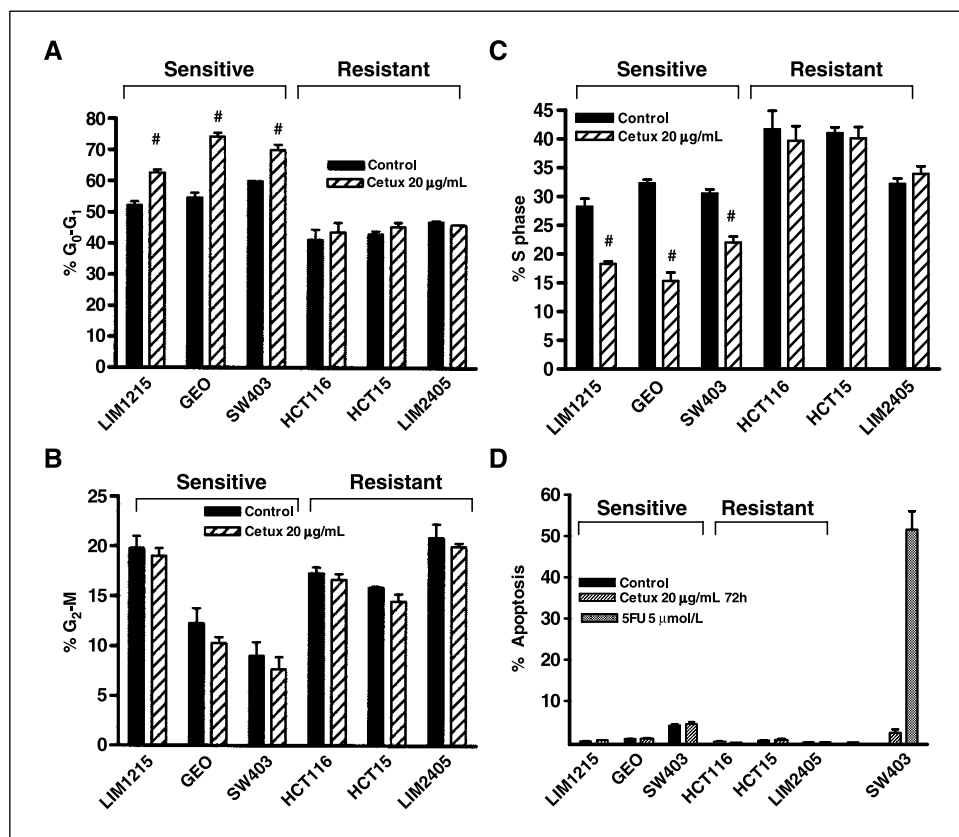 A
Sensitive Resistant
80
70
60
50
40
30
20
10
0
% G0-G1
# # #
Control
Cetux 20 µg/mL
LIM1215 GEO SW403 HCT116 HCT15 LIM2405
C
Sensitive Resistant
45
40
35
30
25
20
15
10
5
0
% S phase
Control
Cetux 20 µg/mL
# # #
LIM1215 GEO SW403 HCT116 HCT15 LIM2405
B
Sensitive Resistant
25
20
15
10
5
0
% G2-M
Control
Cetux 20 µg/mL
LIM1215 GEO SW403 HCT116 HCT15 LIM2405
D
60
50
40
30
20
10
% Apoptosis
Sensitive Resistant
Control
Cetux 20 µg/mL 72h
5FU 5 µmol/L
LIM1215 GEO SW403 HCT116 HCT15 LIM2405 SW403